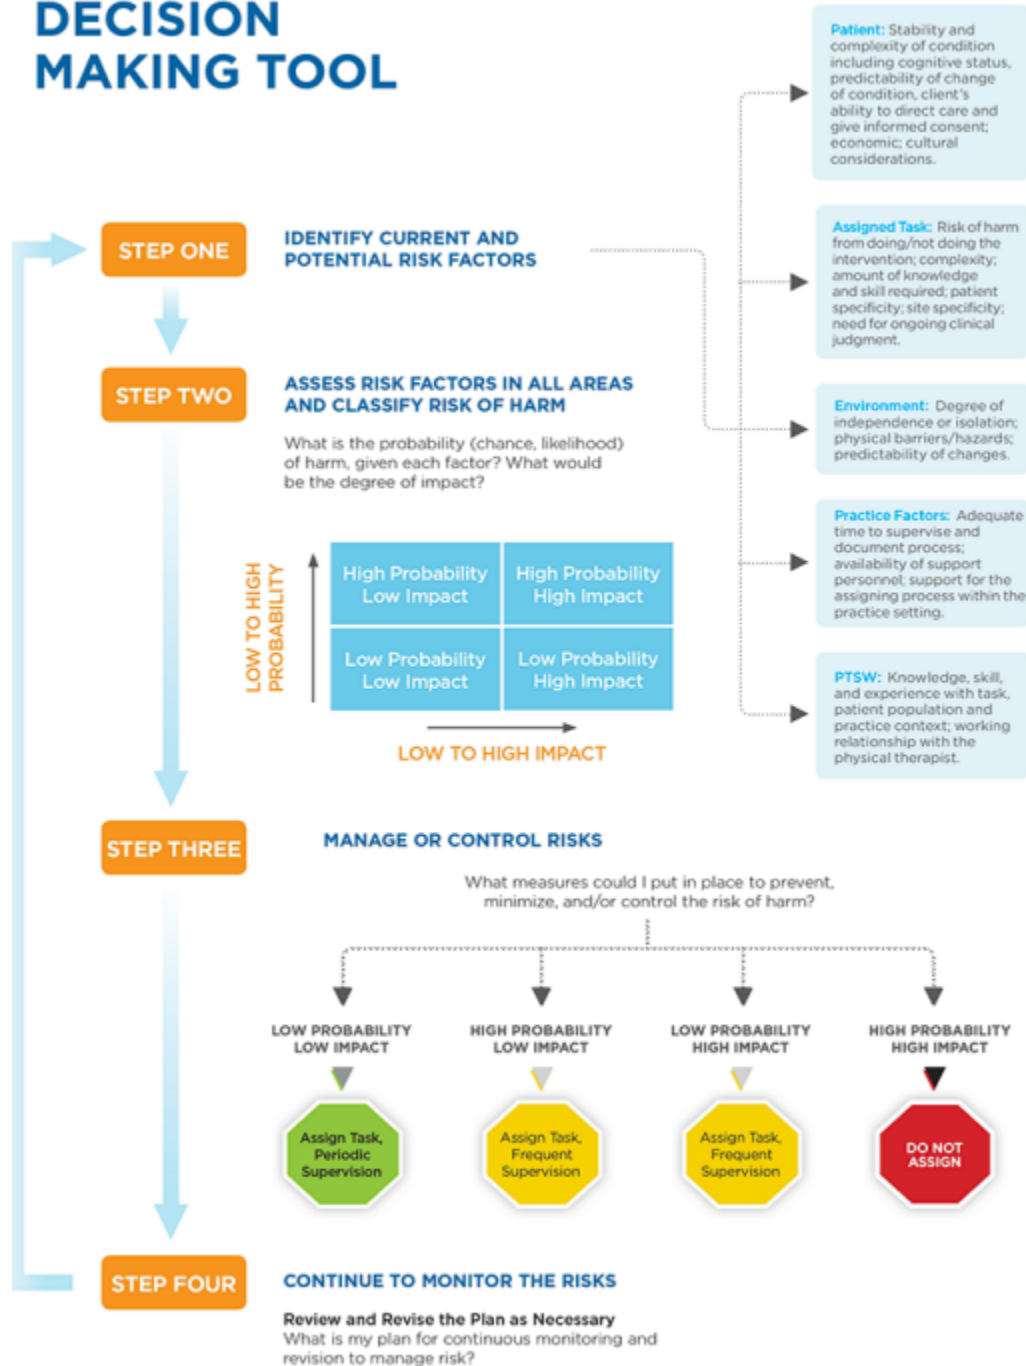 DECISION
MAKING TOOL
STEP ONE
IDENTIFY CURRENT AND
POTENTIAL RISK FACTORS
Patient: Stability and
complexity of condition
including cognitive status,
predictability of change
of condition, client's
ability to direct care and
give informed consent;
economic; cultural
considerations.
Assigned Task: Risk of harm
from doing/not doing the
intervention; complexity;
amount of knowledge
and skill required; patient
specificity; site specificity;
need for ongoing clinical
judgment.
Environment: Degree of
independence or isolation;
physical barriers/hazards;
predictability of changes.
Practice Factors: Adequate
time to supervise and
document process;
availability of support
personnel; support for the
assigning process within the
practice setting.
PTSW: Knowledge, skill,
and experience with task,
patient population and
practice context; working
relationship with the
physical therapist.
STEP TWO
ASSESS RISK FACTORS IN ALL AREAS
AND CLASSIFY RISK OF HARM
What is the probability (chance, likelihood)
of harm, given each factor? What would
be the degree of impact?
LOW TO HIGH
PROBABILITY
High Probability
Low Impact
High Probability
High Impact
Low Probability
Low Impact
Low Probability
High Impact
LOW TO HIGH IMPACT
STEP THREE
MANAGE OR CONTROL RISKS
What measures could I put in place to prevent,
minimize, and/or control the risk of harm?
LOW PROBABILITY
LOW IMPACT
HIGH PROBABILITY
LOW IMPACT
LOW PROBABILITY
HIGH IMPACT
HIGH PROBABILITY
HIGH IMPACT
Assign Task,
Periodic
Supervision
Assign Task,
Frequent
Supervision
Assign Task,
Frequent
Supervision
DO NOT
ASSIGN
STEP FOUR
CONTINUE TO MONITOR THE RISKS
Review and Revise the Plan as Necessary
What is my plan for continuous monitoring and
revision to manage risk?